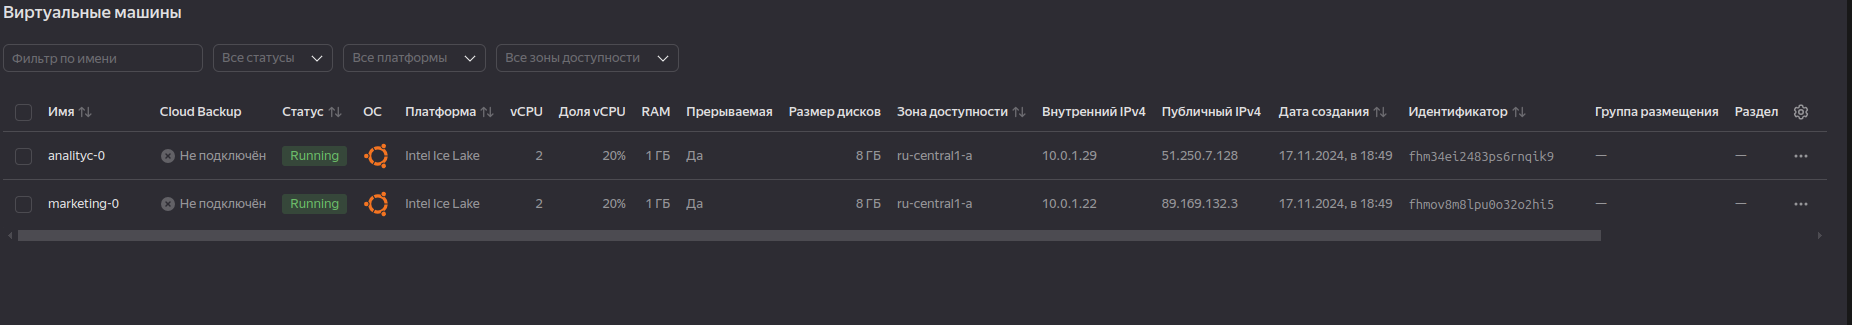 Виртуальные машины
Фильтр по имени Все статусы Все платформы Все зоны доступности
Имя Cloud Backup Статус ОС Платформа vCPU Доля vCPU RAM Прерываемая Размер дисков Зона доступности Внутренний IPv4 Публичный IPv4 Дата создания Идентификатор Группа размещения Раздел
analityc-0 Не подключён Running Intel Ice Lake 2 20% 1 ГБ Да 8 ГБ ru-central1-a 10.0.1.29 51.250.7.128 17.11.2024, в 18:49 fhm34ei2483ps6rnqik9 — —
marketing-0 Не подключён Running Intel Ice Lake 2 20% 1 ГБ Да 8 ГБ ru-central1-a 10.0.1.22 89.169.132.3 17.11.2024, в 18:49 fhmov8m8lpu0o32o2hi5 — —